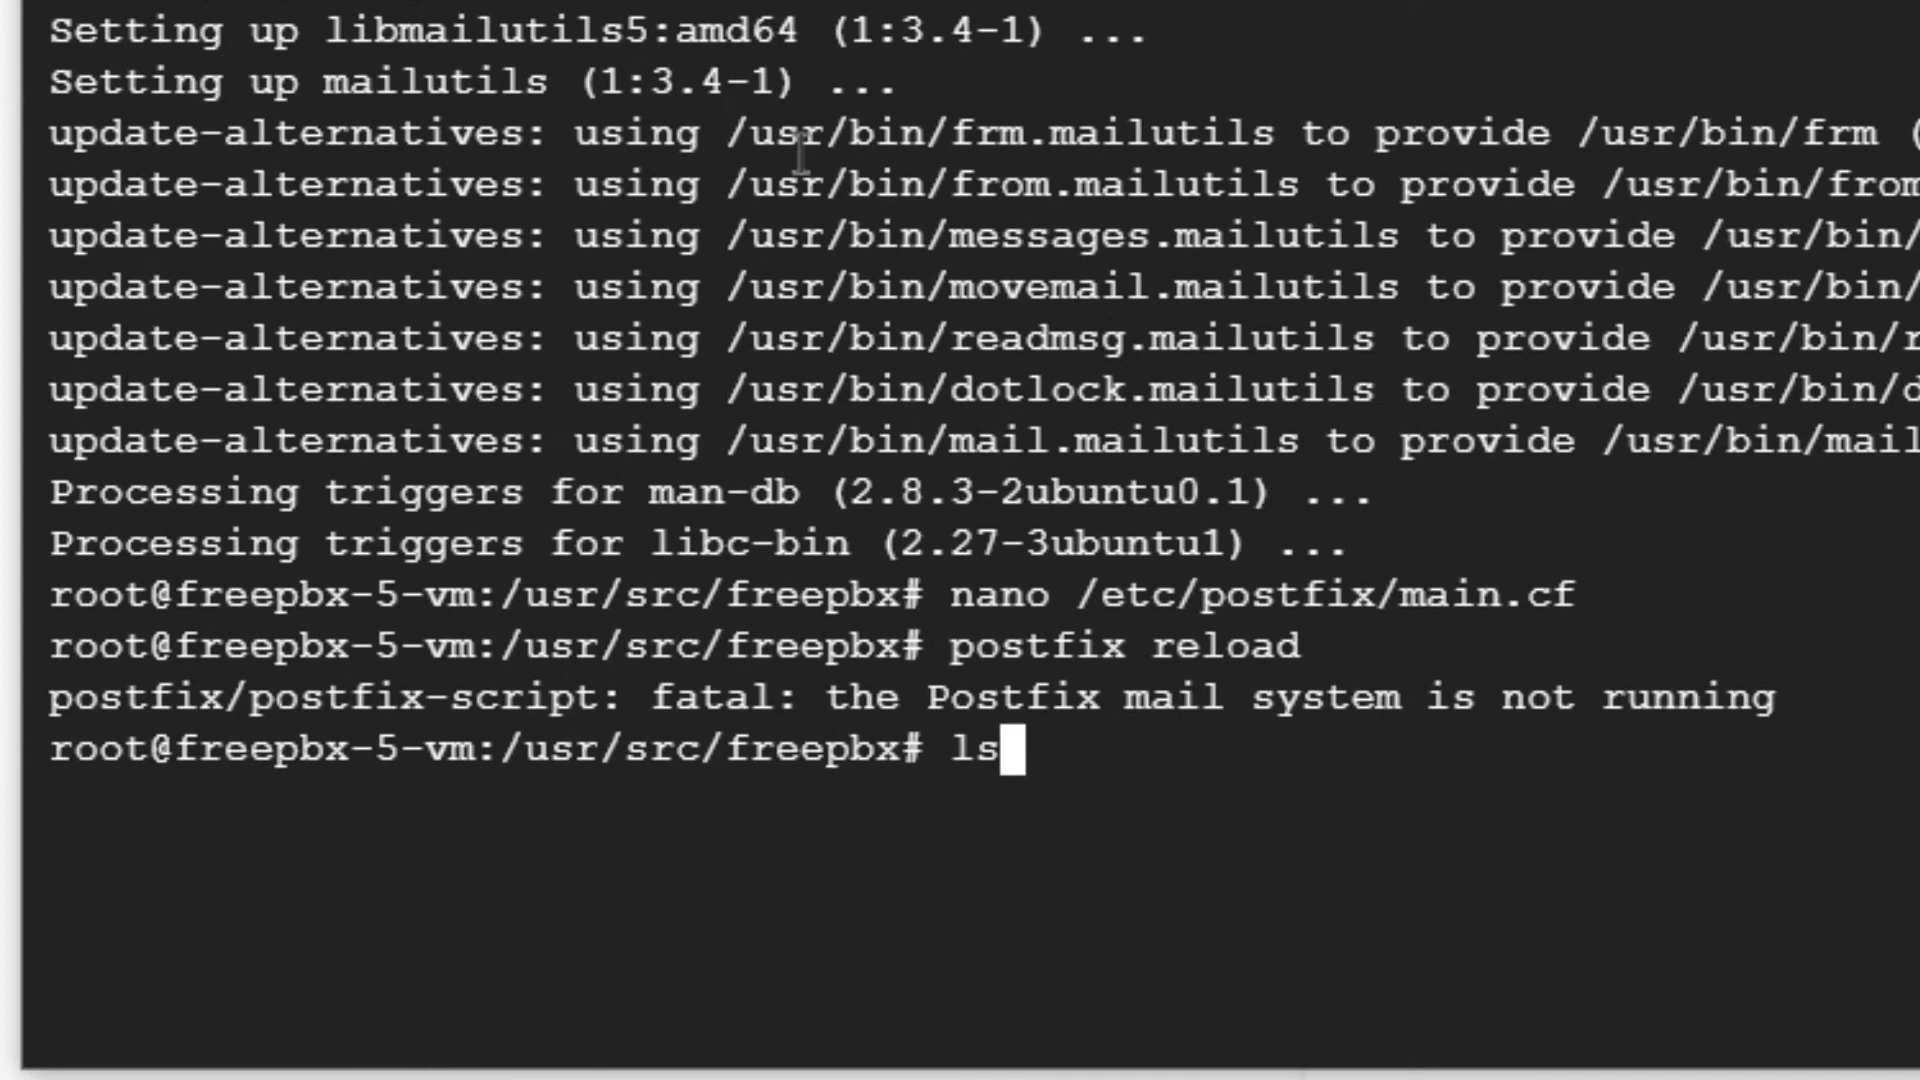 Setting up libmailutils5:amd64 (1:3.4-1) ...
Setting up mailutils (1:3.4-1) ...
update-alternatives: using /usr/bin/frm.mailutils to provide /usr/bin/frm (
update-alternatives: using /usr/bin/from.mailutils to provide /usr/bin/from
update-alternatives: using /usr/bin/messages.mailutils to provide /usr/bin/
update-alternatives: using /usr/bin/movemail.mailutils to provide /usr/bin/
update-alternatives: using /usr/bin/readmsg.mailutils to provide /usr/bin/r
update-alternatives: using /usr/bin/dotlock.mailutils to provide /usr/bin/d
update-alternatives: using /usr/bin/mail.mailutils to provide /usr/bin/mail
Processing triggers for man-db (2.8.3-2ubuntu0.1) ...
Processing triggers for libc-bin (2.27-3ubuntu1) ...
root@freepbx-5-vm:/usr/src/freepbx# nano /etc/postfix/main.cf
root@freepbx-5-vm:/usr/src/freepbx# postfix reload
postfix/postfix-script: fatal: the Postfix mail system is not running
root@freepbx-5-vm:/usr/src/freepbx# ls